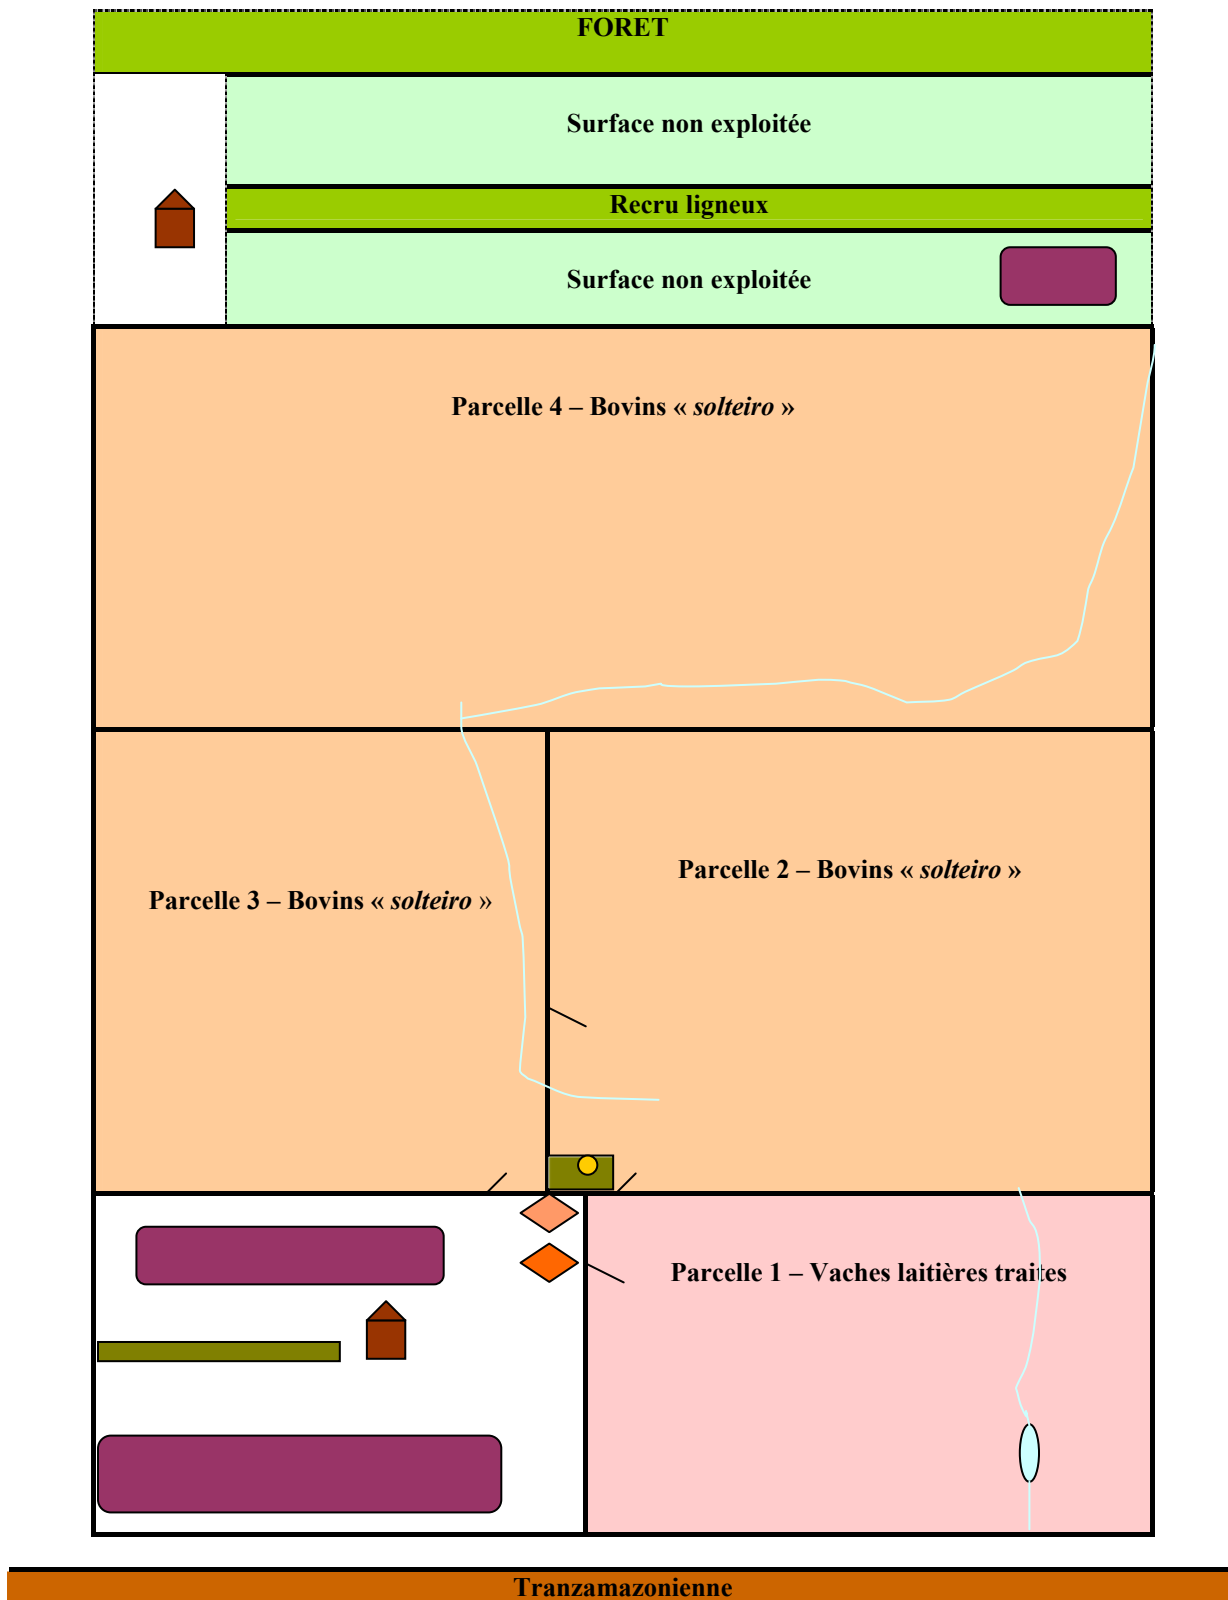 FORET
Surface non exploitée
Recru ligneux
Surface non exploitée
Parcelle 4 – Bovins « solteiro »
Parcelle 2 – Bovins « solteiro »
Parcelle 3 – Bovins « solteiro »
Parcelle 1 – Vaches laitières traites
Tranzamazonienne